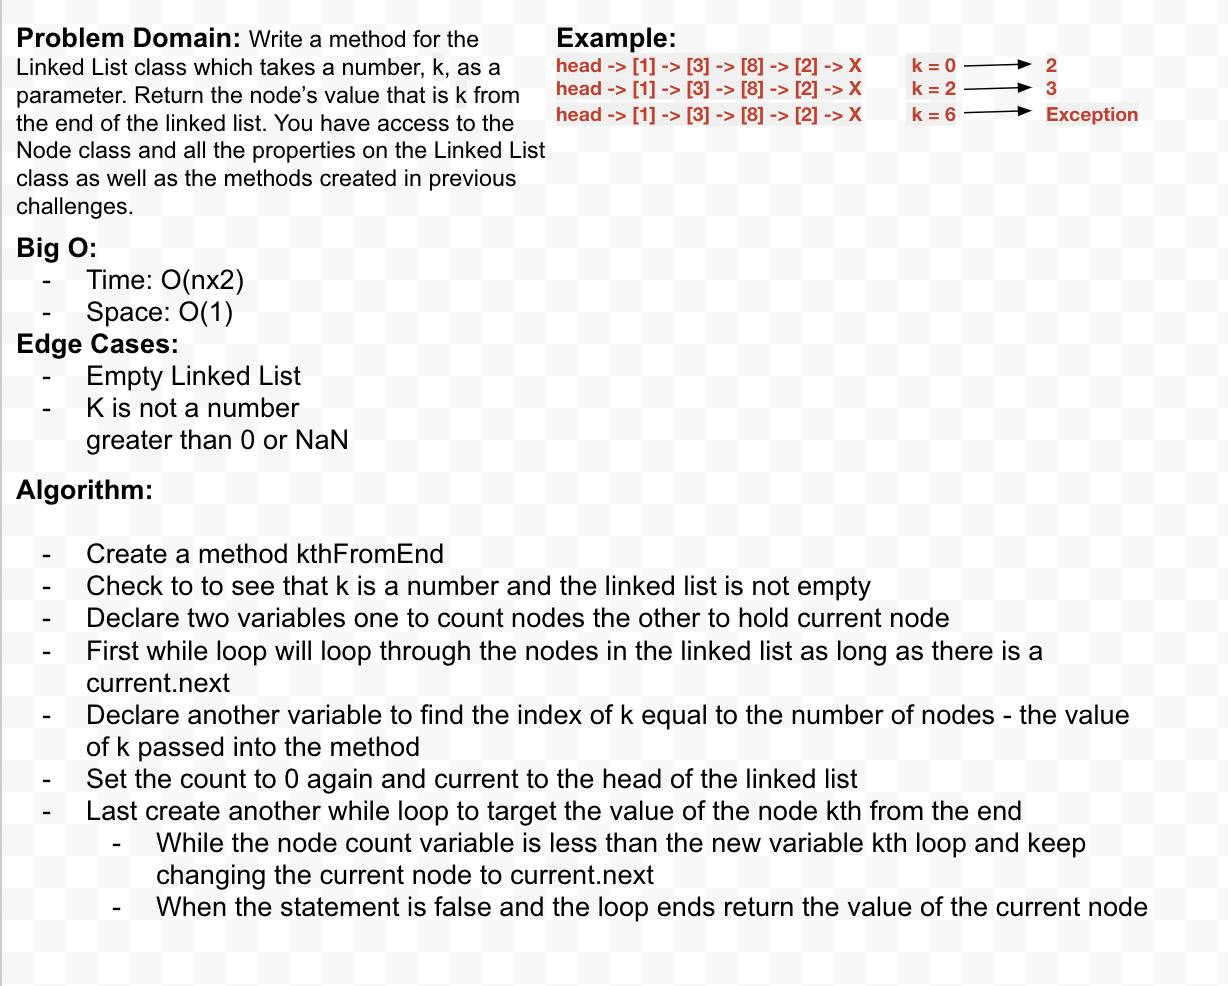 Problem Domain: Write a method for the
Linked List class which takes a number, k, as a
parameter. Return the node’s value that is k from
the end of the linked list. You have access to the
Node class and all the properties on the Linked List
class as well as the methods created in previous
challenges.
Example:
head -> [1] -> [3] -> [8] -> [2] -> X k = 0 2
head -> [1] -> [3] -> [8] -> [2] -> X k = 2 3
head -> [1] -> [3] -> [8] -> [2] -> X k = 6 Exception
Big O:
- Time: O(nx2)
- Space: O(1)
Edge Cases:
- Empty Linked List
- K is not a number
greater than 0 or NaN
Algorithm:
- Create a method kthFromEnd
- Check to to see that k is a number and the linked list is not empty
- Declare two variables one to count nodes the other to hold current node
- First while loop will loop through the nodes in the linked list as long as there is a
current.next
- Declare another variable to find the index of k equal to the number of nodes - the value
of k passed into the method
- Set the count to 0 again and current to the head of the linked list
- Last create another while loop to target the value of the node kth from the end
- While the node count variable is less than the new variable kth loop and keep
changing the current node to current.next
- When the statement is false and the loop ends return the value of the current node